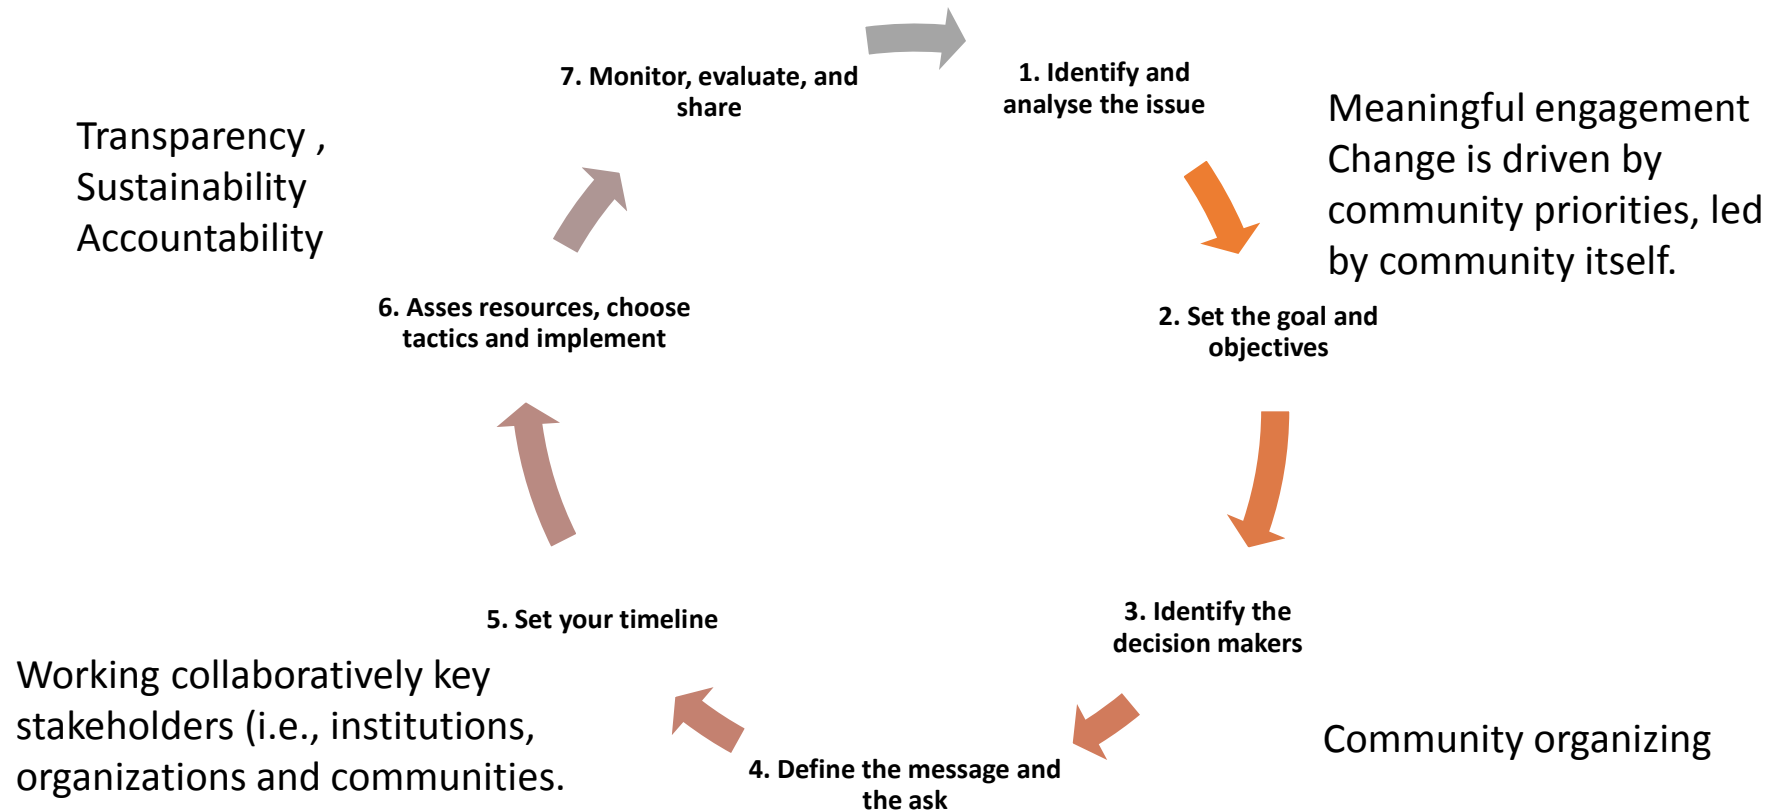 7. Monitor, evaluate, and
share
1. Identify and
analyse the issue
Meaningful engagement
Change is driven by
community priorities, led
by community itself.
Transparency ,
Sustainability
Accountability
6. Asses resources, choose
tactics and implement
2. Set the goal and
objectives
5. Set your timeline
3. Identify the
decision makers
Working collaboratively key
stakeholders (i.e., institutions,
organizations and communities.
4. Define the message and
the ask
Community organizing